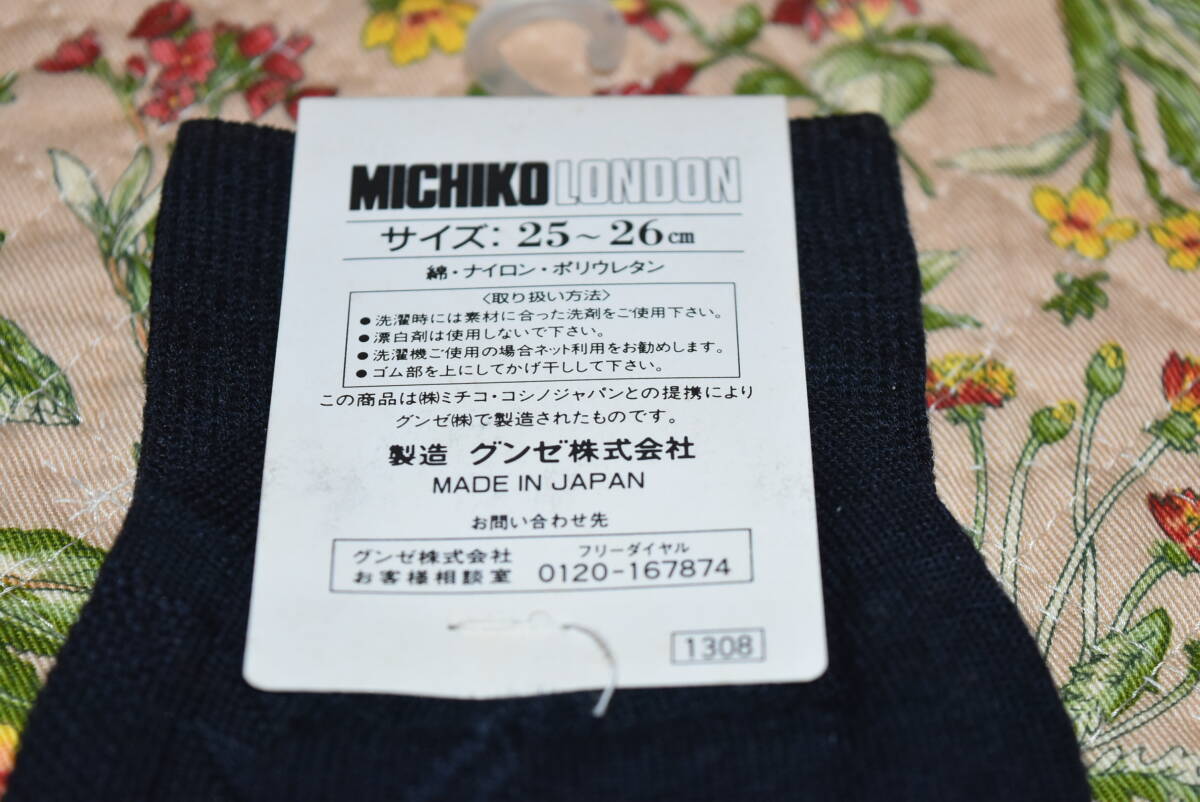 MICHIKO LONDON
サイズ: 25～26cm
綿・ナイロン・ポリウレタン
〈取り扱い方法〉
●洗濯時には素材に合った洗剤をご使用下さい。
●漂白剤は使用しないで下さい。
●洗濯機ご使用の場合ネット利用をお勧めします。
●ゴム部を上にしてかげ干しして下さい。
この商品は㈱ミチコ・コシノジャパンとの提携により
グンゼ㈱で製造されたものです。
製造 グンゼ株式会社
MADE IN JAPAN
お問い合わせ先
グンゼ株式会社
お客様相談室
フリーダイヤル
0120-167874
1308